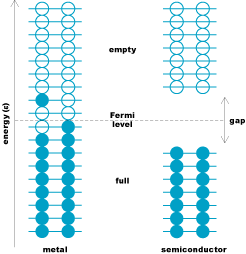 empty
Fermi
level
gap
full
energy (ε)
metal
semiconductor